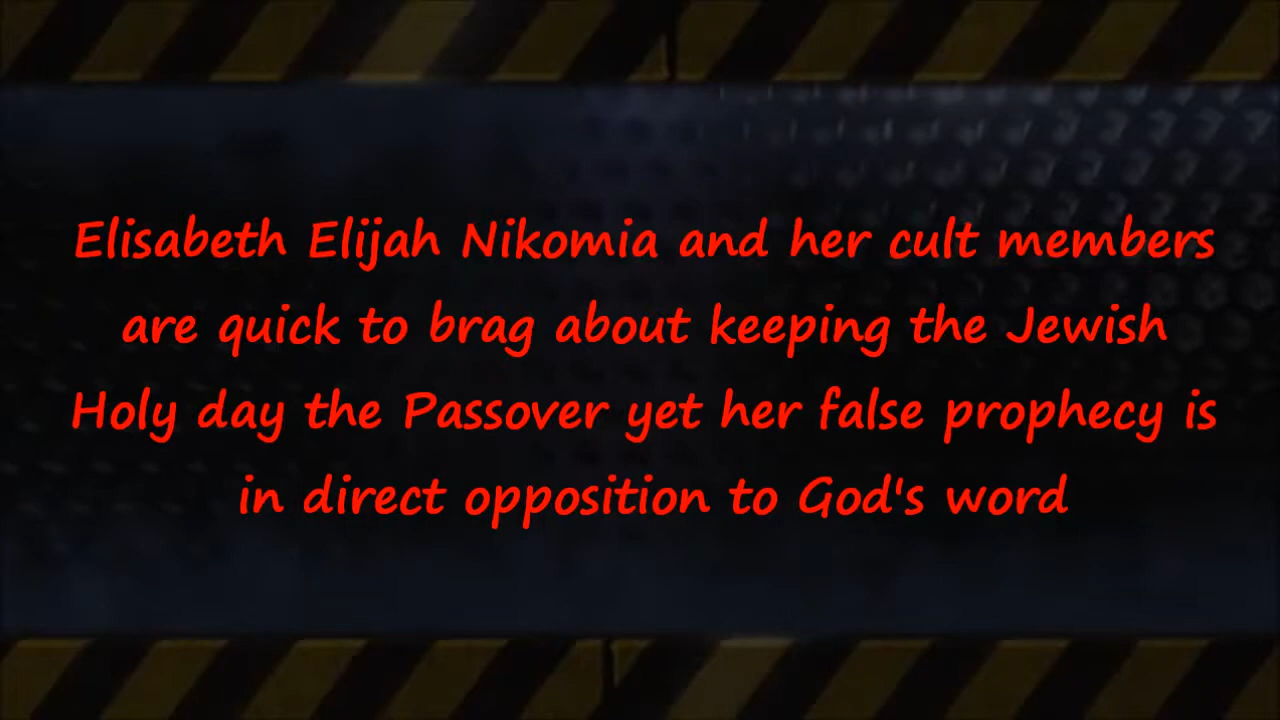 Elisabeth Elijah Nikomia and her cult members
are quick to brag about keeping the Jewish
Holy day the Passover yet her false prophecy is
in direct opposition to God's word